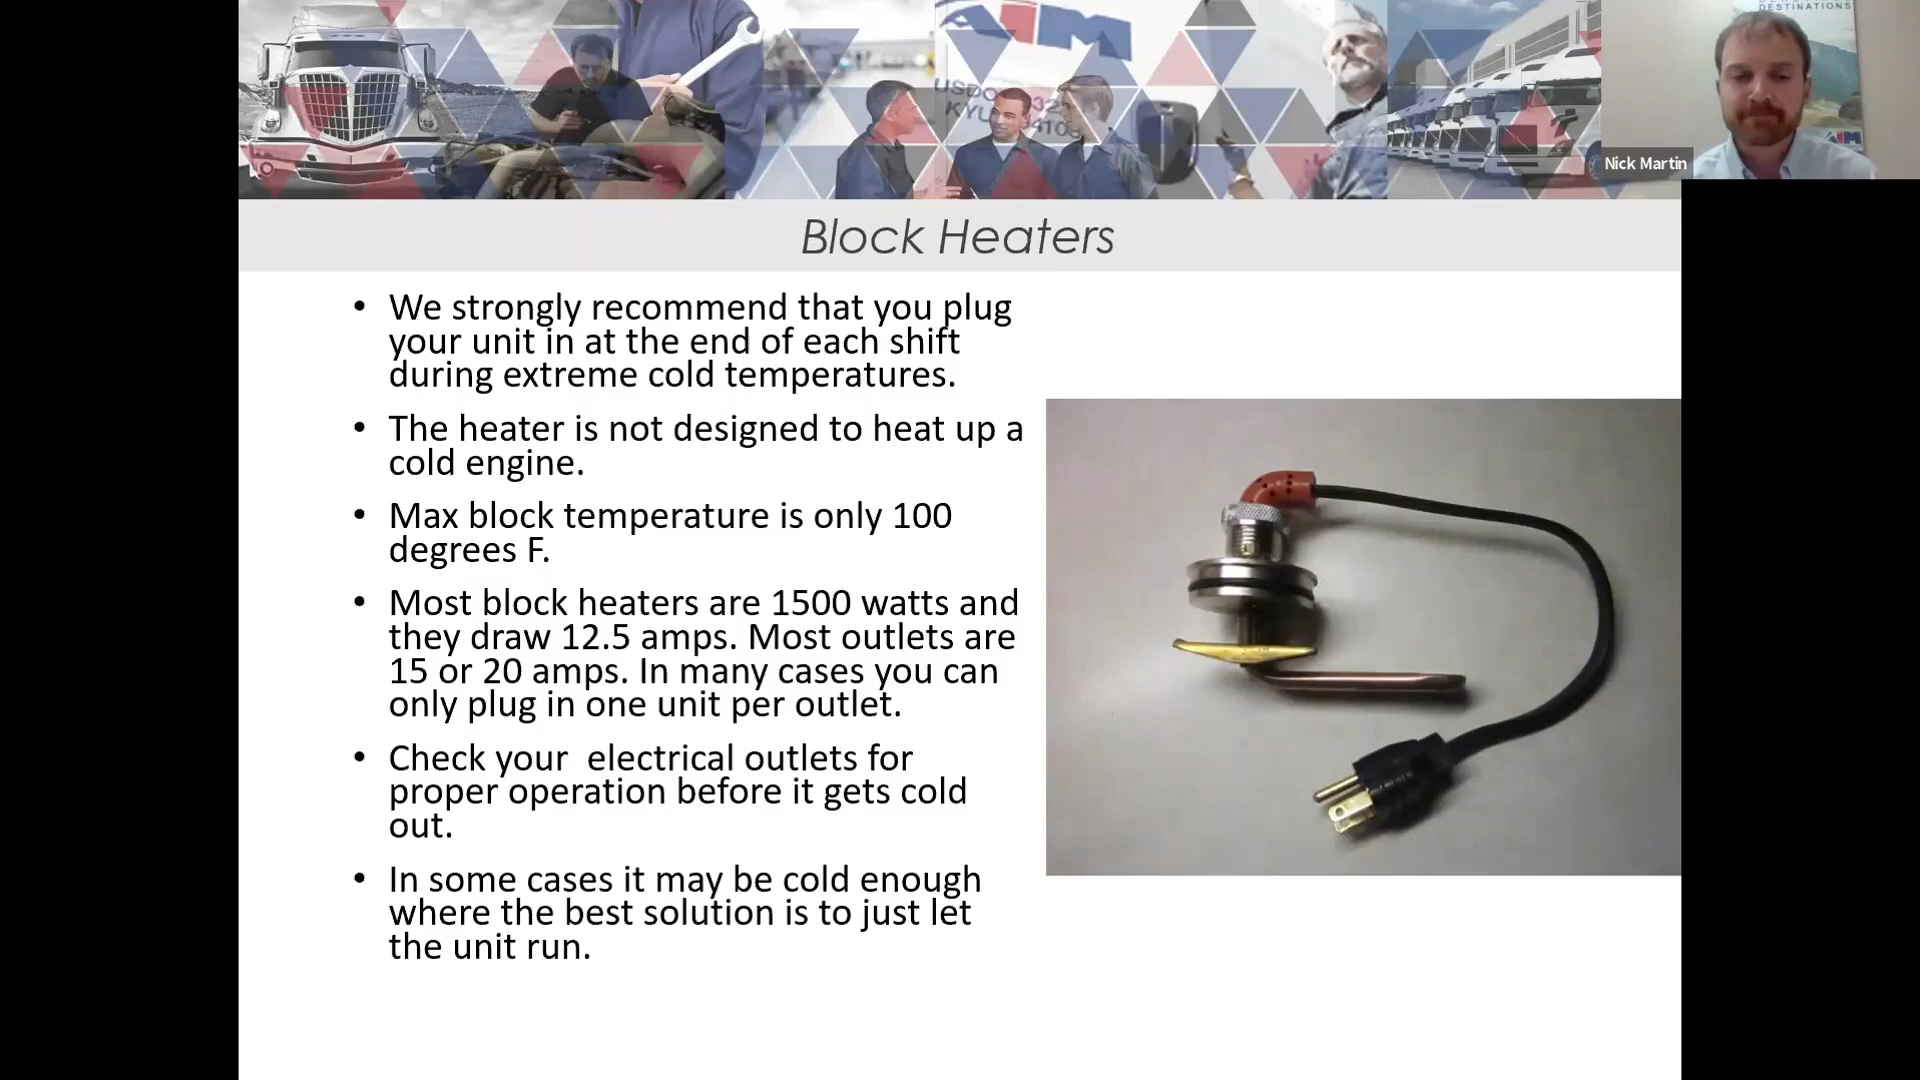 DESTINATIONS
AIM
USDO
KYU
Nick Martin
AIM
Block Heaters
• We strongly recommend that you plug
your unit in at the end of each shift
during extreme cold temperatures.
• The heater is not designed to heat up a
cold engine.
• Max block temperature is only 100
degrees F.
• Most block heaters are 1500 watts and
they draw 12.5 amps. Most outlets are
15 or 20 amps. In many cases you can
only plug in one unit per outlet.
• Check your  electrical outlets for
proper operation before it gets cold
out.
• In some cases it may be cold enough
where the best solution is to just let
the unit run.